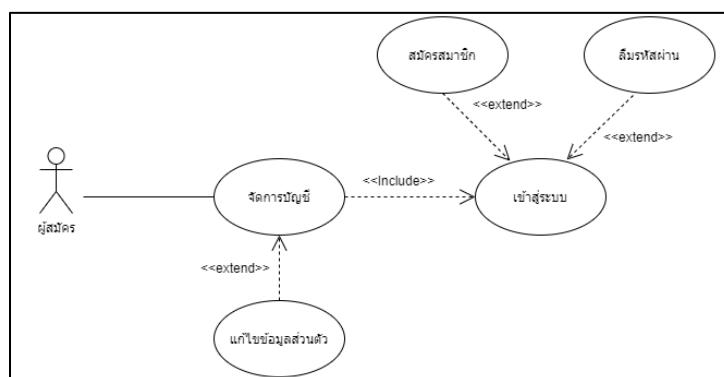 สมัครสมาชิก
ลืมรหัสผ่าน
<<extend>>
<<extend>>
ผู้สมัคร
จัดการบัญชี
<<Include>>
เข้าสู่ระบบ
<<extend>>
แก้ไขข้อมูลส่วนตัว